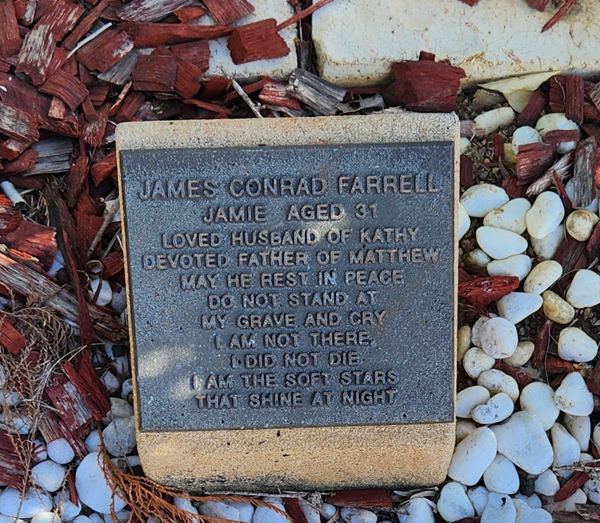 JAMES CONRAD FARRELL
JAMIE AGED 31
LOVED HUSBAND OF KATHY
DEVOTED FATHER OF MATTHEW
MAY HE REST IN PEACE
DO NOT STAND AT
MY GRAVE AND CRY
I AM NOT THERE,
I DID NOT DIE
I AM THE SOFT STARS
THAT SHINE AT NIGHT